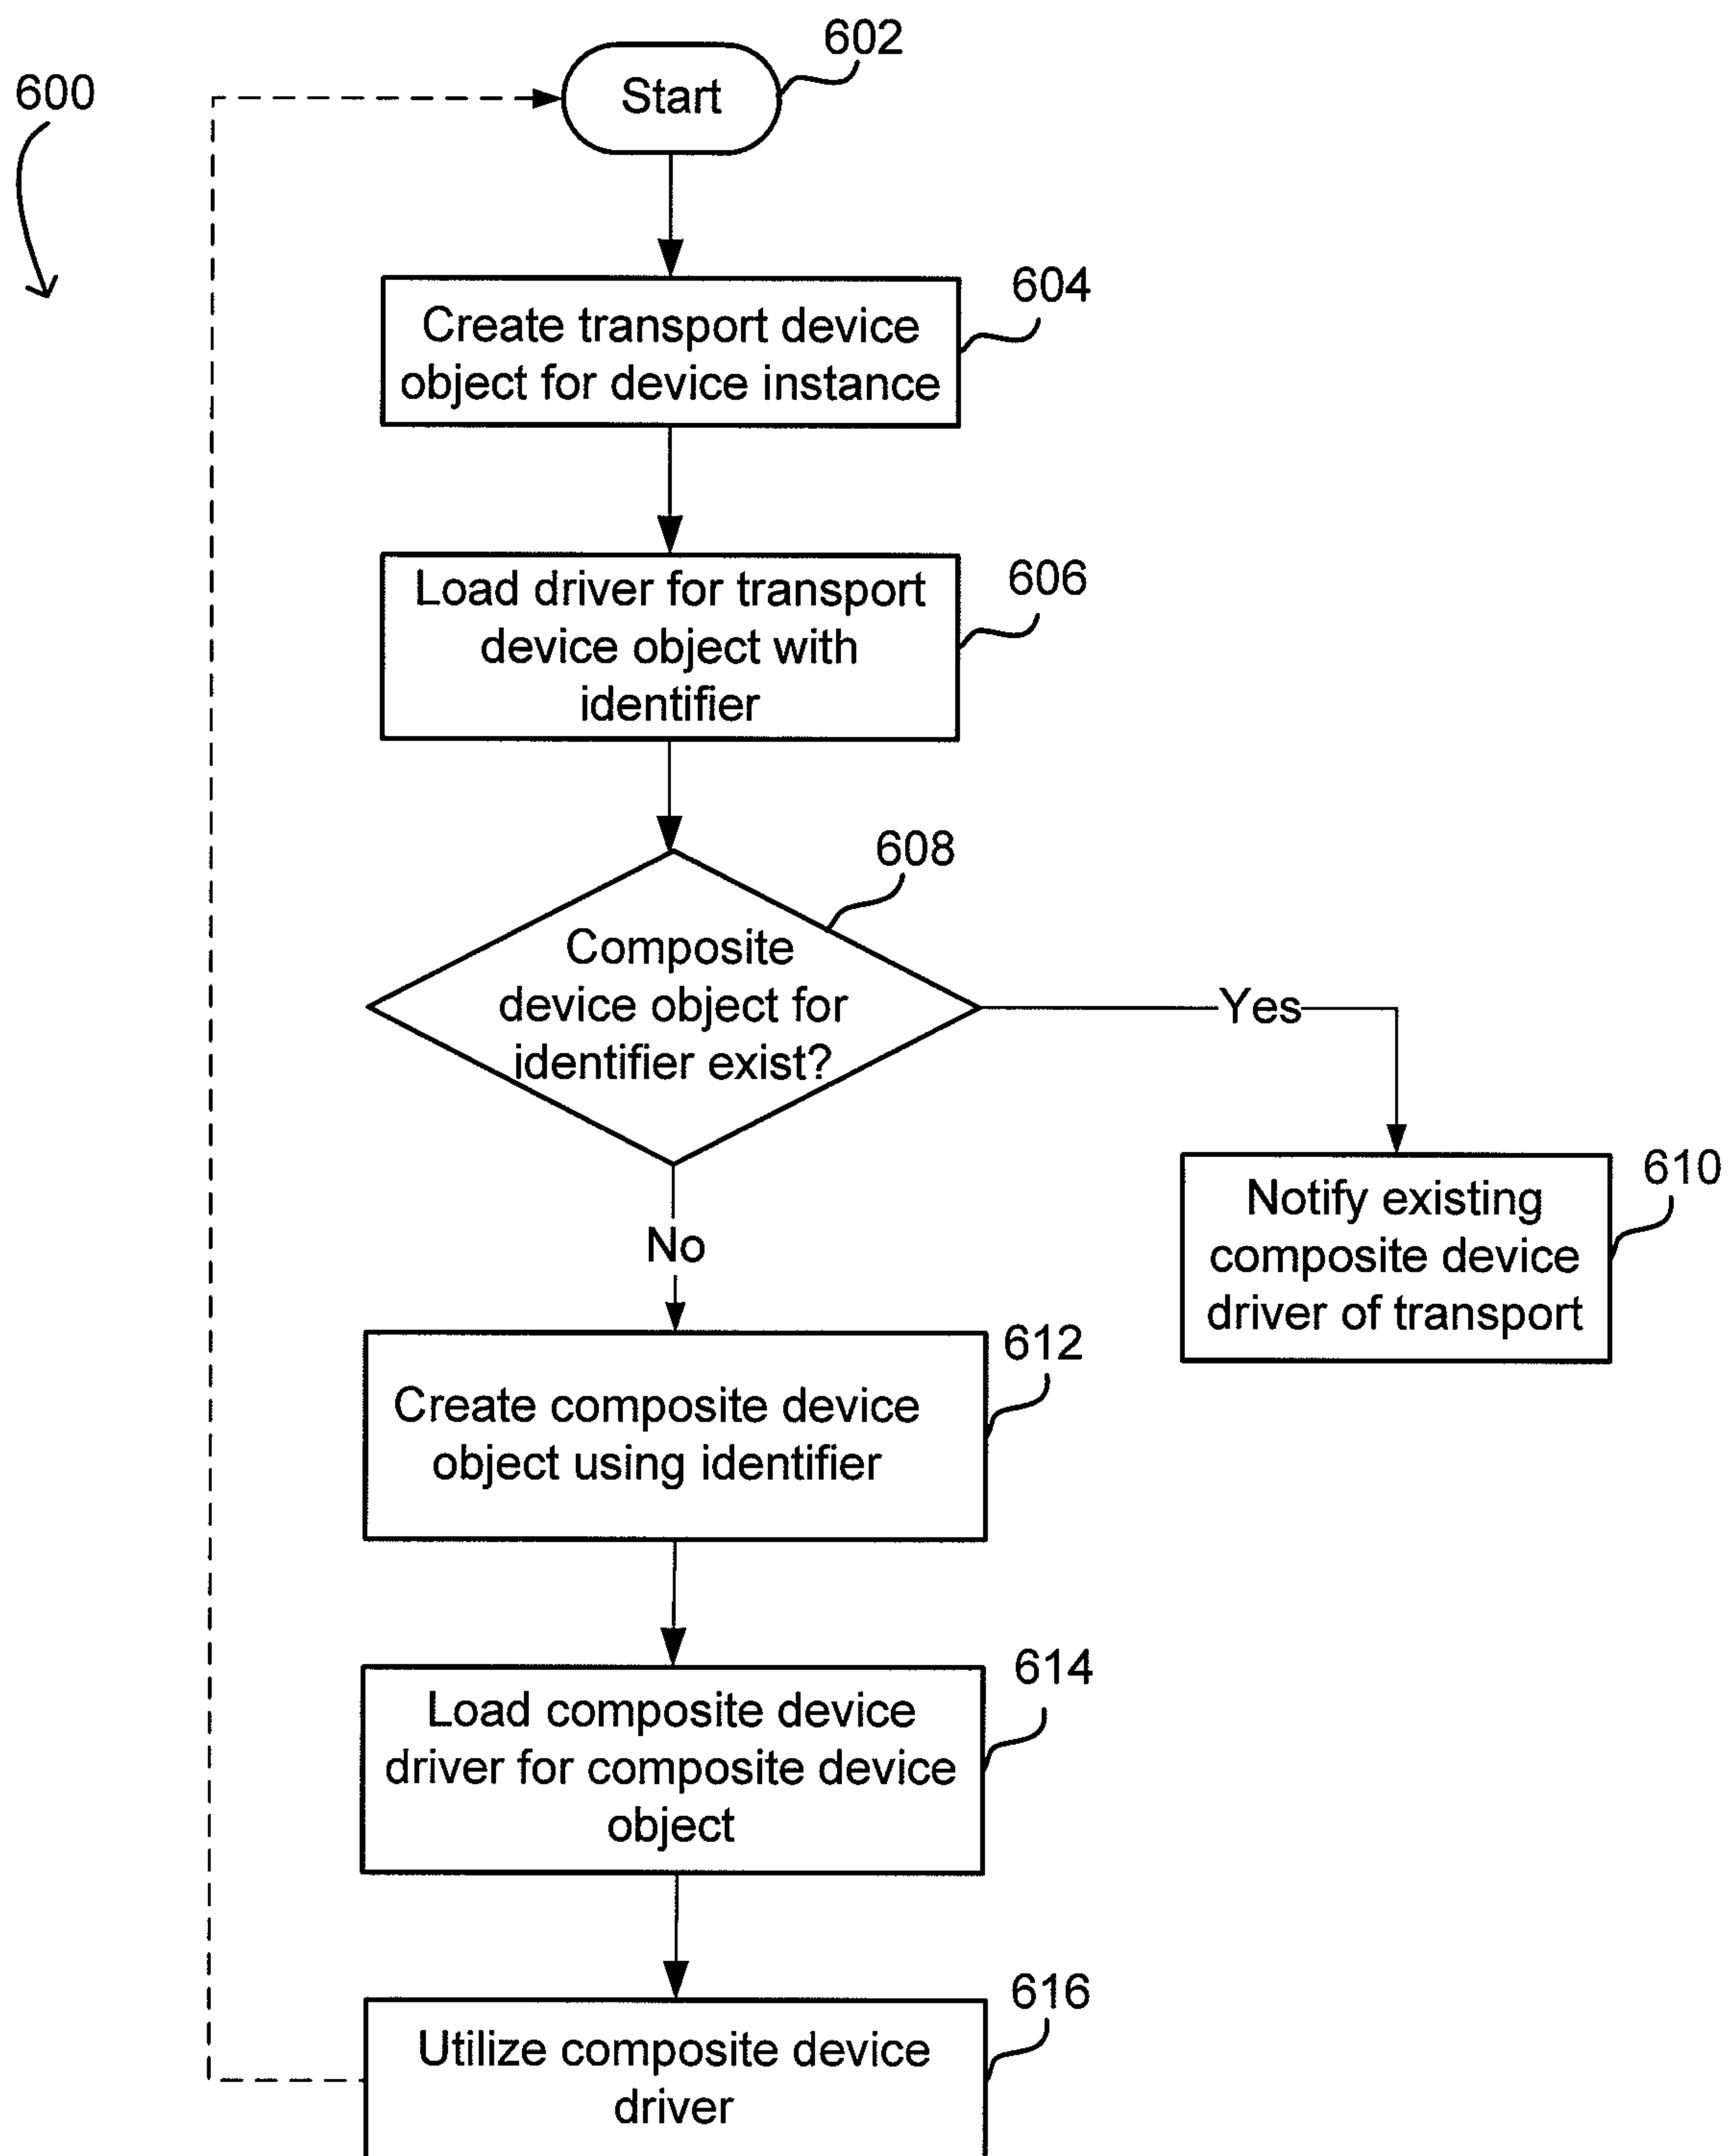 600
602
Start
604
Create transport device
object for device instance
606
Load driver for transport
device object with
identifier
608
Composite
device object for
identifier exist?
Yes
610
Notify existing
composite device
driver of transport
No
612
Create composite device
object using identifier
614
Load composite device
driver for composite device
object
616
Utilize composite device
driver